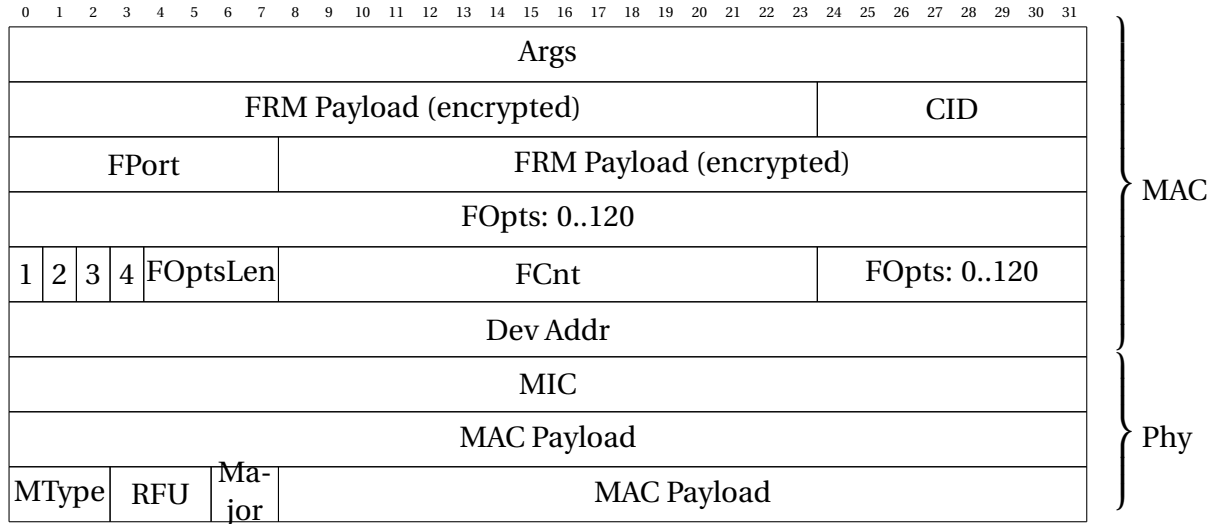 0 1 2 3 4 5 6 7 8 9 10 11 12 13 14 15 16 17 18 19 20 21 22 23 24 25 26 27 28 29 30 31
Args
FRM Payload (encrypted) CID
FPort FRM Payload (encrypted)
FOpts: 0..120
1 2 3 4 FOptsLen FCnt FOpts: 0..120
Dev Addr
MAC
MIC
MAC Payload
MType RFU Ma-
jor
MAC Payload
Phy